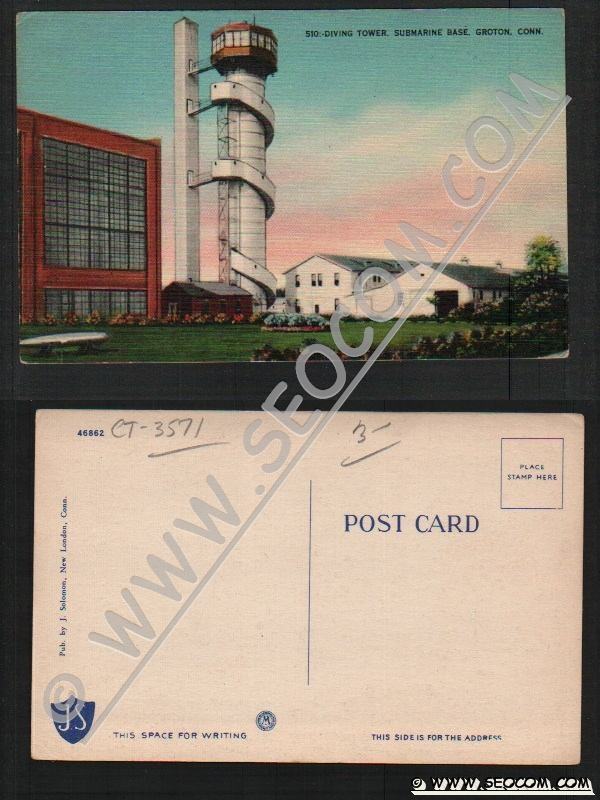 510:-DIVING TOWER, SUBMARINE BASE, GROTON, CONN.
© WWW.SEOCOM.COM
46862 CT-3571
3-
PLACE
STAMP HERE
POST CARD
Pub. by J. Solomon, New London, Conn.
JS
M
THIS SPACE FOR WRITING
THIS SIDE IS FOR THE ADDRESS
© WWW.SEOCOM.COM